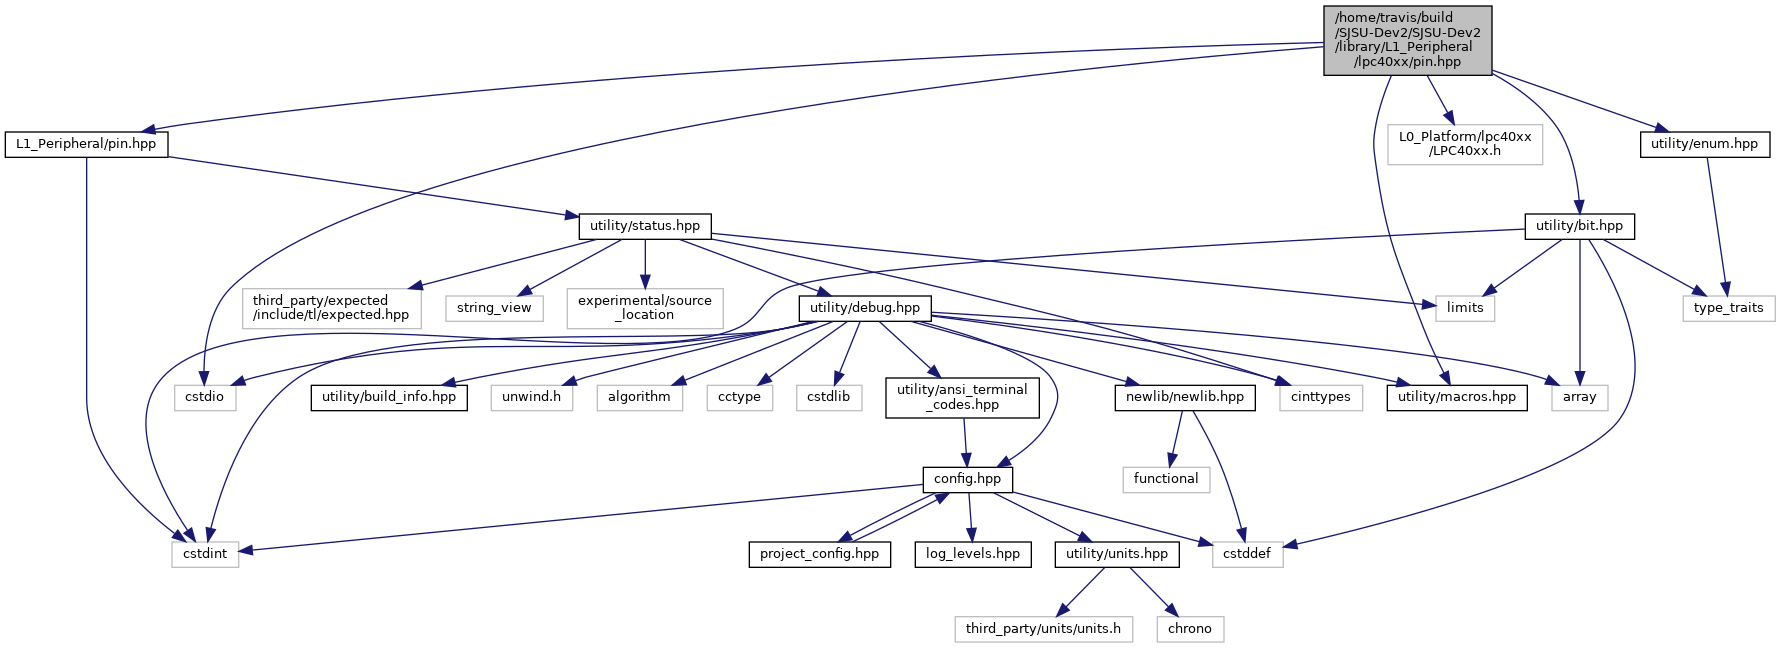 /home/travis/build
/SJSU-Dev2/SJSU-Dev2
/library/L1_Peripheral
/lpc40xx/pin.hpp
L1_Peripheral/pin.hpp
L0_Platform/lpc40xx
/LPC40xx.h
utility/enum.hpp
utility/status.hpp
utility/bit.hpp
third_party/expected
/include/tl/expected.hpp
string_view
experimental/source
_location
utility/debug.hpp
limits
type_traits
cstdio
utility/build_info.hpp
unwind.h
algorithm
cctype
cstdlib
utility/ansi_terminal
_codes.hpp
newlib/newlib.hpp
cinttypes
utility/macros.hpp
array
config.hpp
functional
cstdint
project_config.hpp
log_levels.hpp
utility/units.hpp
cstddef
third_party/units/units.h
chrono